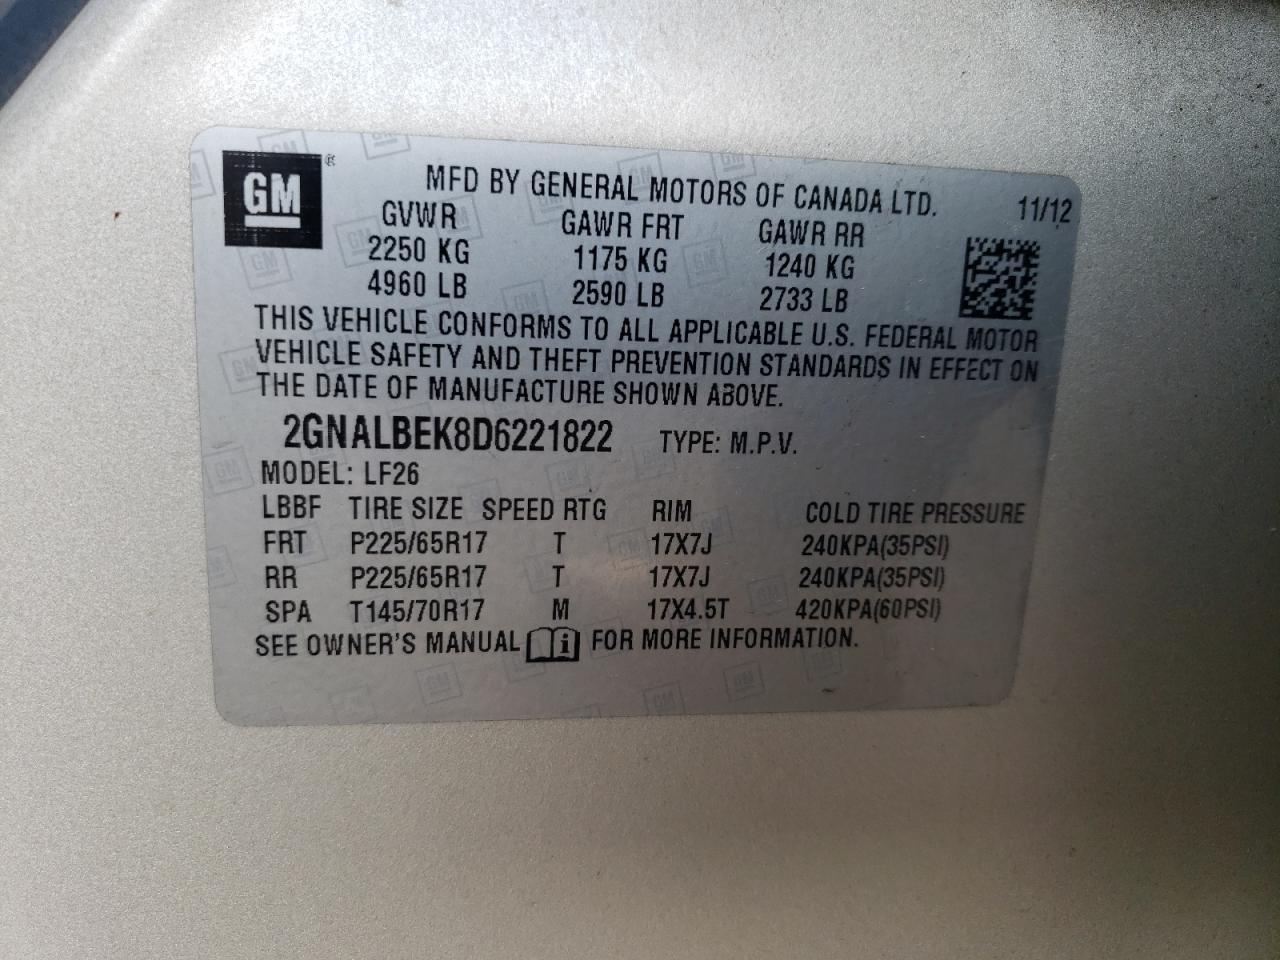 GM ®
MFD BY GENERAL MOTORS OF CANADA LTD. 11/12
GVWR GAWR FRT GAWR RR
2250 KG 1175 KG 1240 KG
4960 LB 2590 LB 2733 LB
THIS VEHICLE CONFORMS TO ALL APPLICABLE U.S. FEDERAL MOTOR
VEHICLE SAFETY AND THEFT PREVENTION STANDARDS IN EFFECT ON
THE DATE OF MANUFACTURE SHOWN ABOVE.
2GNALBEK8D6221822 TYPE: M.P.V.
MODEL: LF26
LBBF TIRE SIZE SPEED RTG RIM COLD TIRE PRESSURE
FRT P225/65R17 T 17X7J 240KPA(35PSI)
RR P225/65R17 T 17X7J 240KPA(35PSI)
SPA T145/70R17 M 17X4.5T 420KPA(60PSI)
SEE OWNER'S MANUAL i FOR MORE INFORMATION.